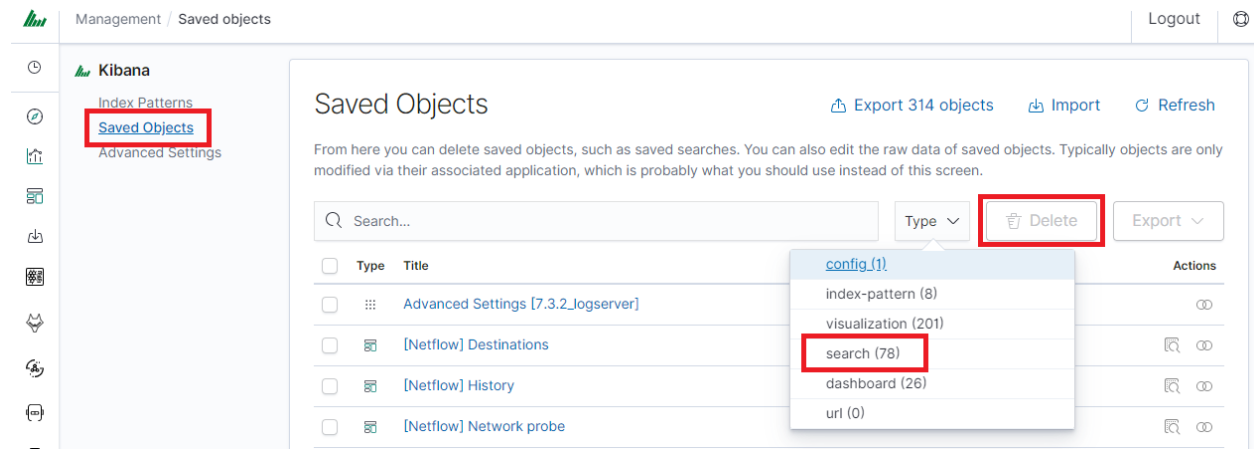 Management / Saved objects
Logout
Kibana
Index Patterns
Saved Objects
Advanced Settings
Saved Objects
Export 314 objects
Import
Refresh
From here you can delete saved objects, such as saved searches. You can also edit the raw data of saved objects. Typically objects are only
modified via their associated application, which is probably what you should use instead of this screen.
Search...
Type
Delete
Export
config (1)
index-pattern (8)
visualization (201)
search (78)
dashboard (26)
url (0)
Type Title Actions
Advanced Settings [7.3.2_logserver]
[Netflow] Destinations
[Netflow] History
[Netflow] Network probe